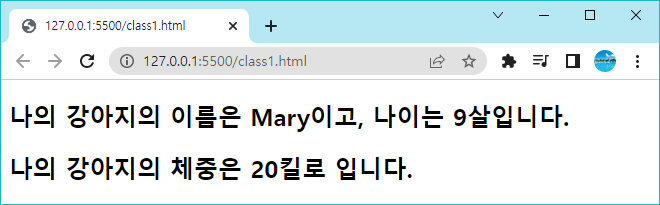 127.0.0.1:5500/class1.html
127.0.0.1:5500/class1.html
나의 강아지의 이름은 Mary이고, 나이는 9살입니다.
나의 강아지의 체중은 20킬로 입니다.